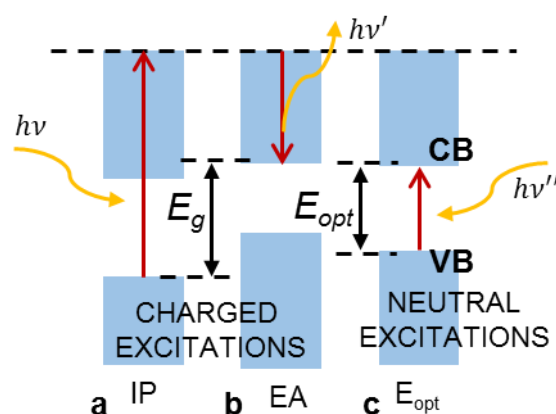 hν′
hν
CB
E_g
E_opt
hν″
VB
CHARGED
EXCITATIONS
NEUTRAL
EXCITATIONS
a IP
b EA
c E_opt